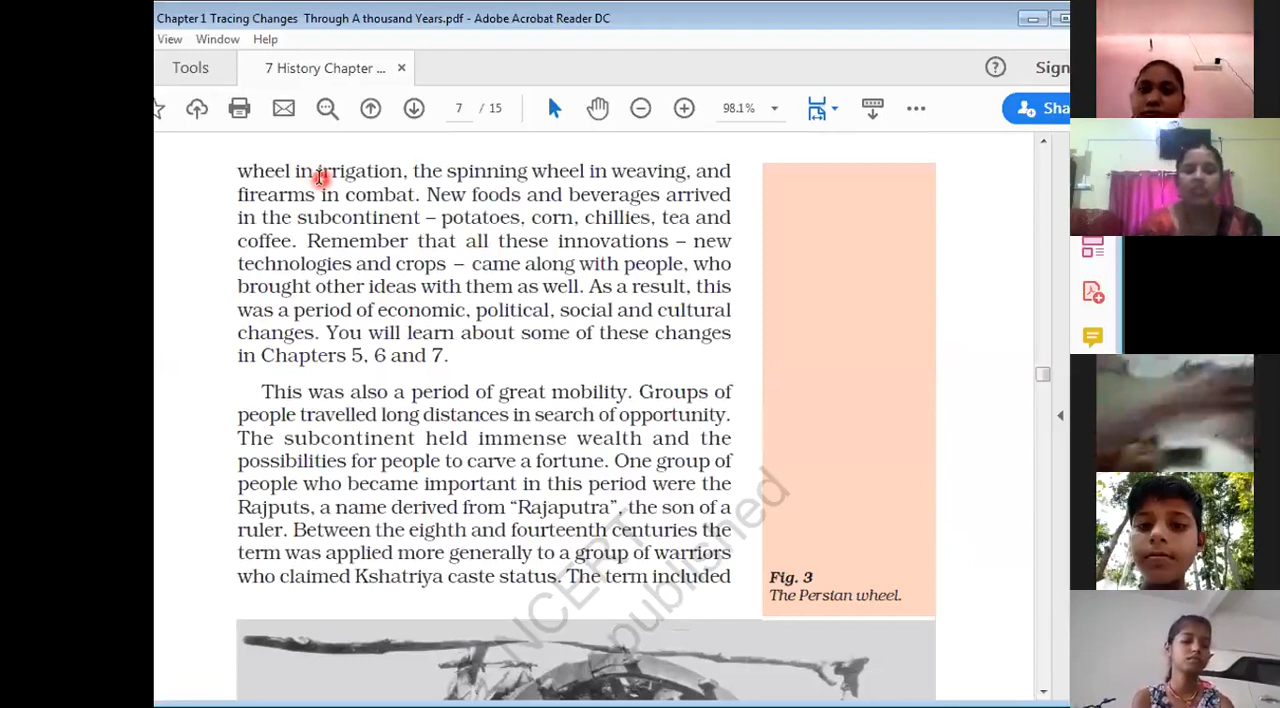 Chapter 1 Tracing Changes Through A thousand Years.pdf - Adobe Acrobat Reader DC
View Window Help
Tools 7 History Chapter ... × ? Sign
7 / 15 98.1% Sha
wheel in irrigation, the spinning wheel in weaving, and
firearms in combat. New foods and beverages arrived
in the subcontinent – potatoes, corn, chillies, tea and
coffee. Remember that all these innovations – new
technologies and crops – came along with people, who
brought other ideas with them as well. As a result, this
was a period of economic, political, social and cultural
changes. You will learn about some of these changes
in Chapters 5, 6 and 7.
This was also a period of great mobility. Groups of
people travelled long distances in search of opportunity.
The subcontinent held immense wealth and the
possibilities for people to carve a fortune. One group of
people who became important in this period were the
Rajputs, a name derived from “Rajaputra”, the son of a
ruler. Between the eighth and fourteenth centuries the
term was applied more generally to a group of warriors
who claimed Kshatriya caste status. The term included
Fig. 3
The Persian wheel.
NCERT
published